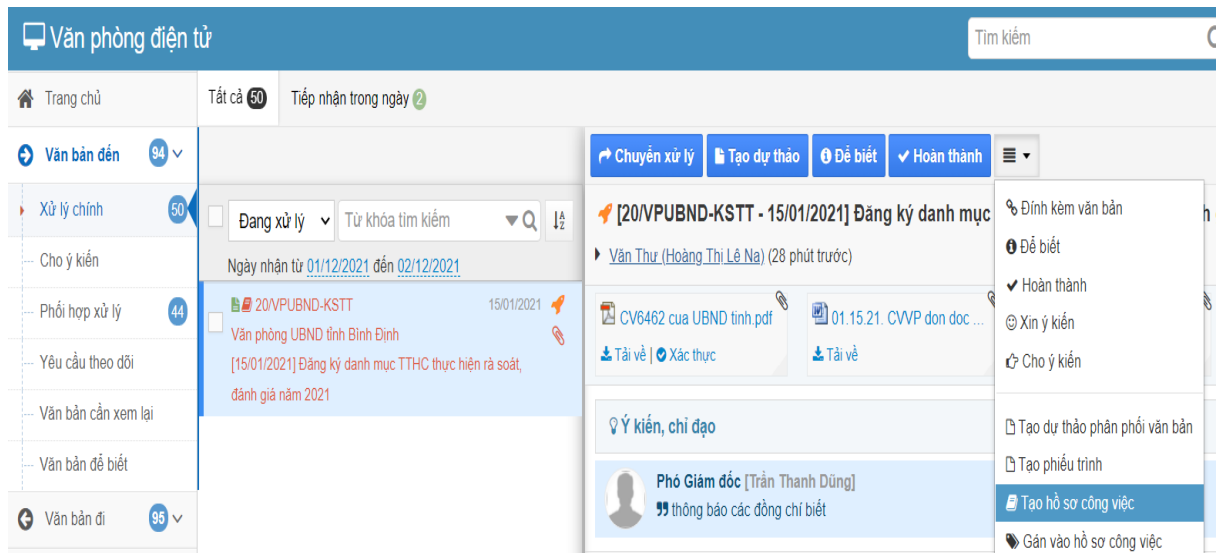 Văn phòng điện tử
Tìm kiếm
Trang chủ
Tất cả 50 Tiếp nhận trong ngày 2
Văn bản đến 94
Xử lý chính 50
Cho ý kiến
Phối hợp xử lý 44
Yêu cầu theo dõi
Văn bản cần xem lại
Văn bản để biết
Văn bản đi 95
Đang xử lý Từ khóa tìm kiếm
Ngày nhận từ 01/12/2021 đến 02/12/2021
20/VPUBND-KSTT 15/01/2021
Văn phòng UBND tỉnh Bình Định
[15/01/2021] Đăng ký danh mục TTHC thực hiện rà soát,
đánh giá năm 2021
Chuyển xử lý Tạo dự thảo Để biết Hoàn thành
[20/VPUBND-KSTT - 15/01/2021] Đăng ký danh mục
Văn Thư (Hoàng Thị Lê Na) (28 phút trước)
CV6462 cua UBND tinh.pdf
Tải về | Xác thực
01.15.21. CVVP don doc ...
Tải về
Ý kiến, chỉ đạo
Phó Giám đốc [Trần Thanh Dũng]
thông báo các đồng chí biết
Đính kèm văn bản
Để biết
Hoàn thành
Xin ý kiến
Cho ý kiến
Tạo dự thảo phân phối văn bản
Tạo phiếu trình
Tạo hồ sơ công việc
Gán vào hồ sơ công việc